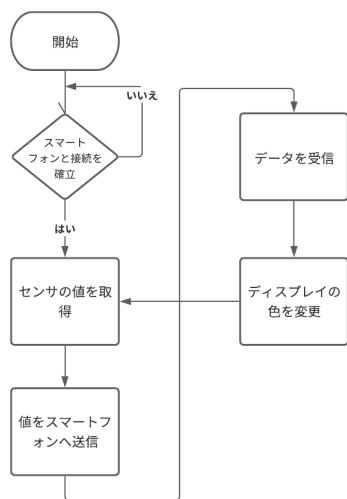 開始
いいえ
スマート
フォンと接続を
確立
はい
センサの値を取
得
値をスマートフ
ォンへ送信
データを受信
ディスプレイの
色を変更